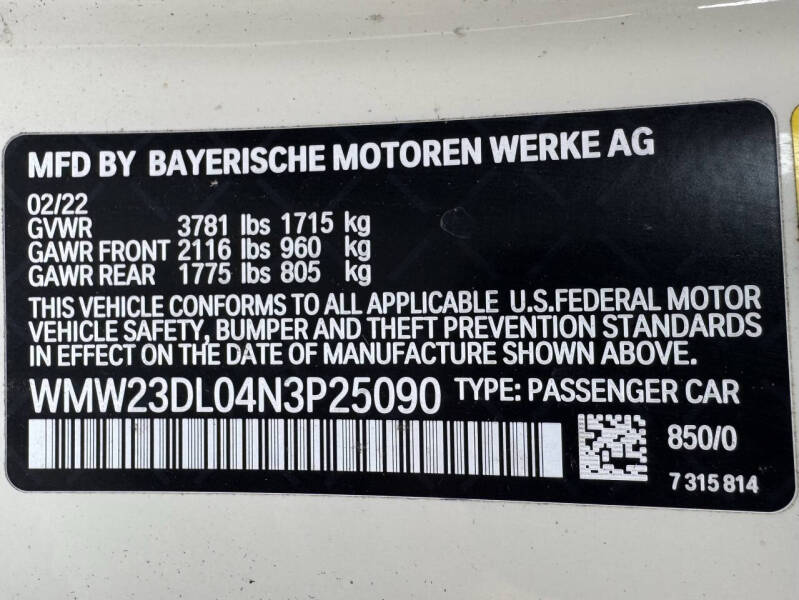 MFD BY BAYERISCHE MOTOREN WERKE AG
02/22
GVWR 3781 lbs 1715 kg
GAWR FRONT 2116 lbs 960 kg
GAWR REAR 1775 lbs 805 kg
THIS VEHICLE CONFORMS TO ALL APPLICABLE U.S.FEDERAL MOTOR
VEHICLE SAFETY, BUMPER AND THEFT PREVENTION STANDARDS
IN EFFECT ON THE DATE OF MANUFACTURE SHOWN ABOVE.
WMW23DL04N3P25090 TYPE: PASSENGER CAR
850/0
7 315 814